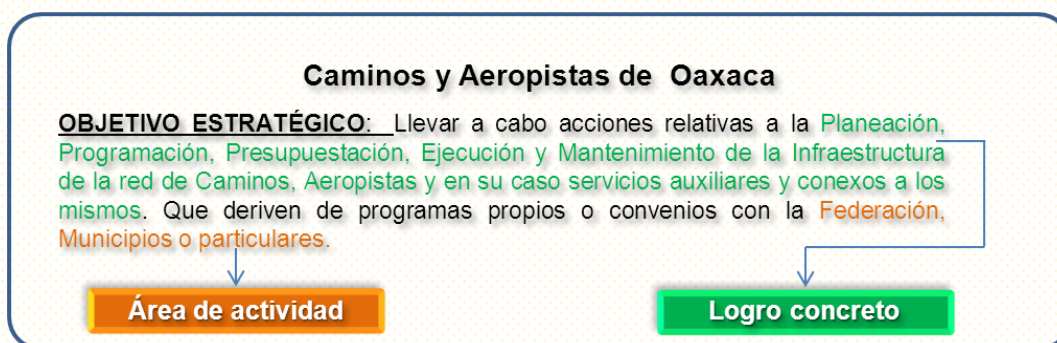 Caminos y Aeropistas de Oaxaca
OBJETIVO ESTRATÉGICO: Llevar a cabo acciones relativas a la Planeación,
Programación, Presupuestación, Ejecución y Mantenimiento de la Infraestructura
de la red de Caminos, Aeropistas y en su caso servicios auxiliares y conexos a los
mismos. Que deriven de programas propios o convenios con la Federación,
Municipios o particulares.
Área de actividad
Logro concreto